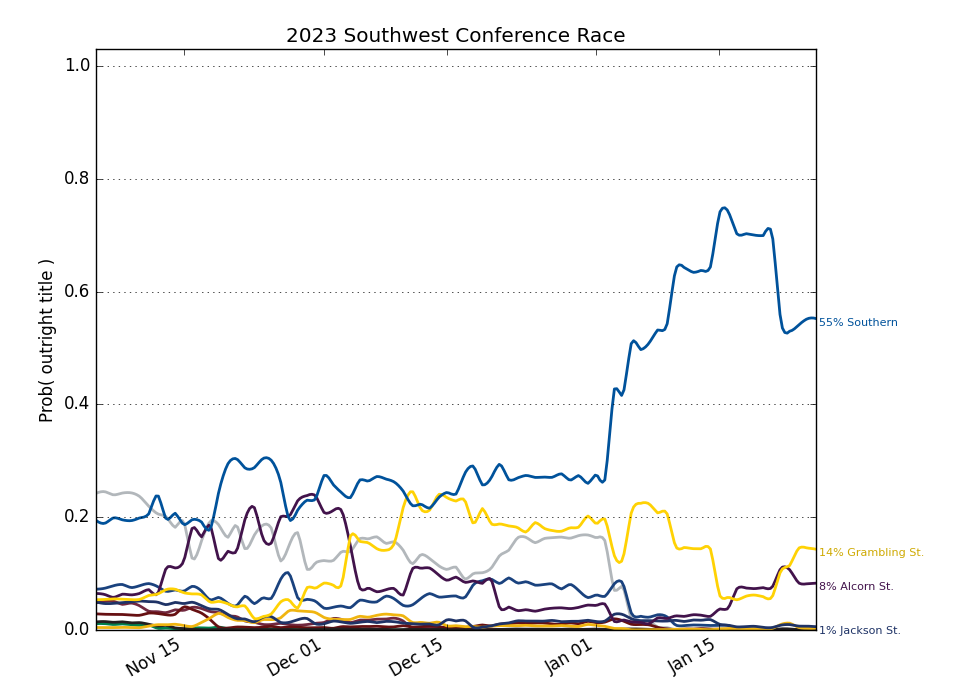 2023 Southwest Conference Race
Prob( outright title )
1.0
0.8
0.6
0.4
0.2
0.0
55% Southern
14% Grambling St.
8% Alcorn St.
1% Jackson St.
Nov 15
Dec 01
Dec 15
Jan 01
Jan 15